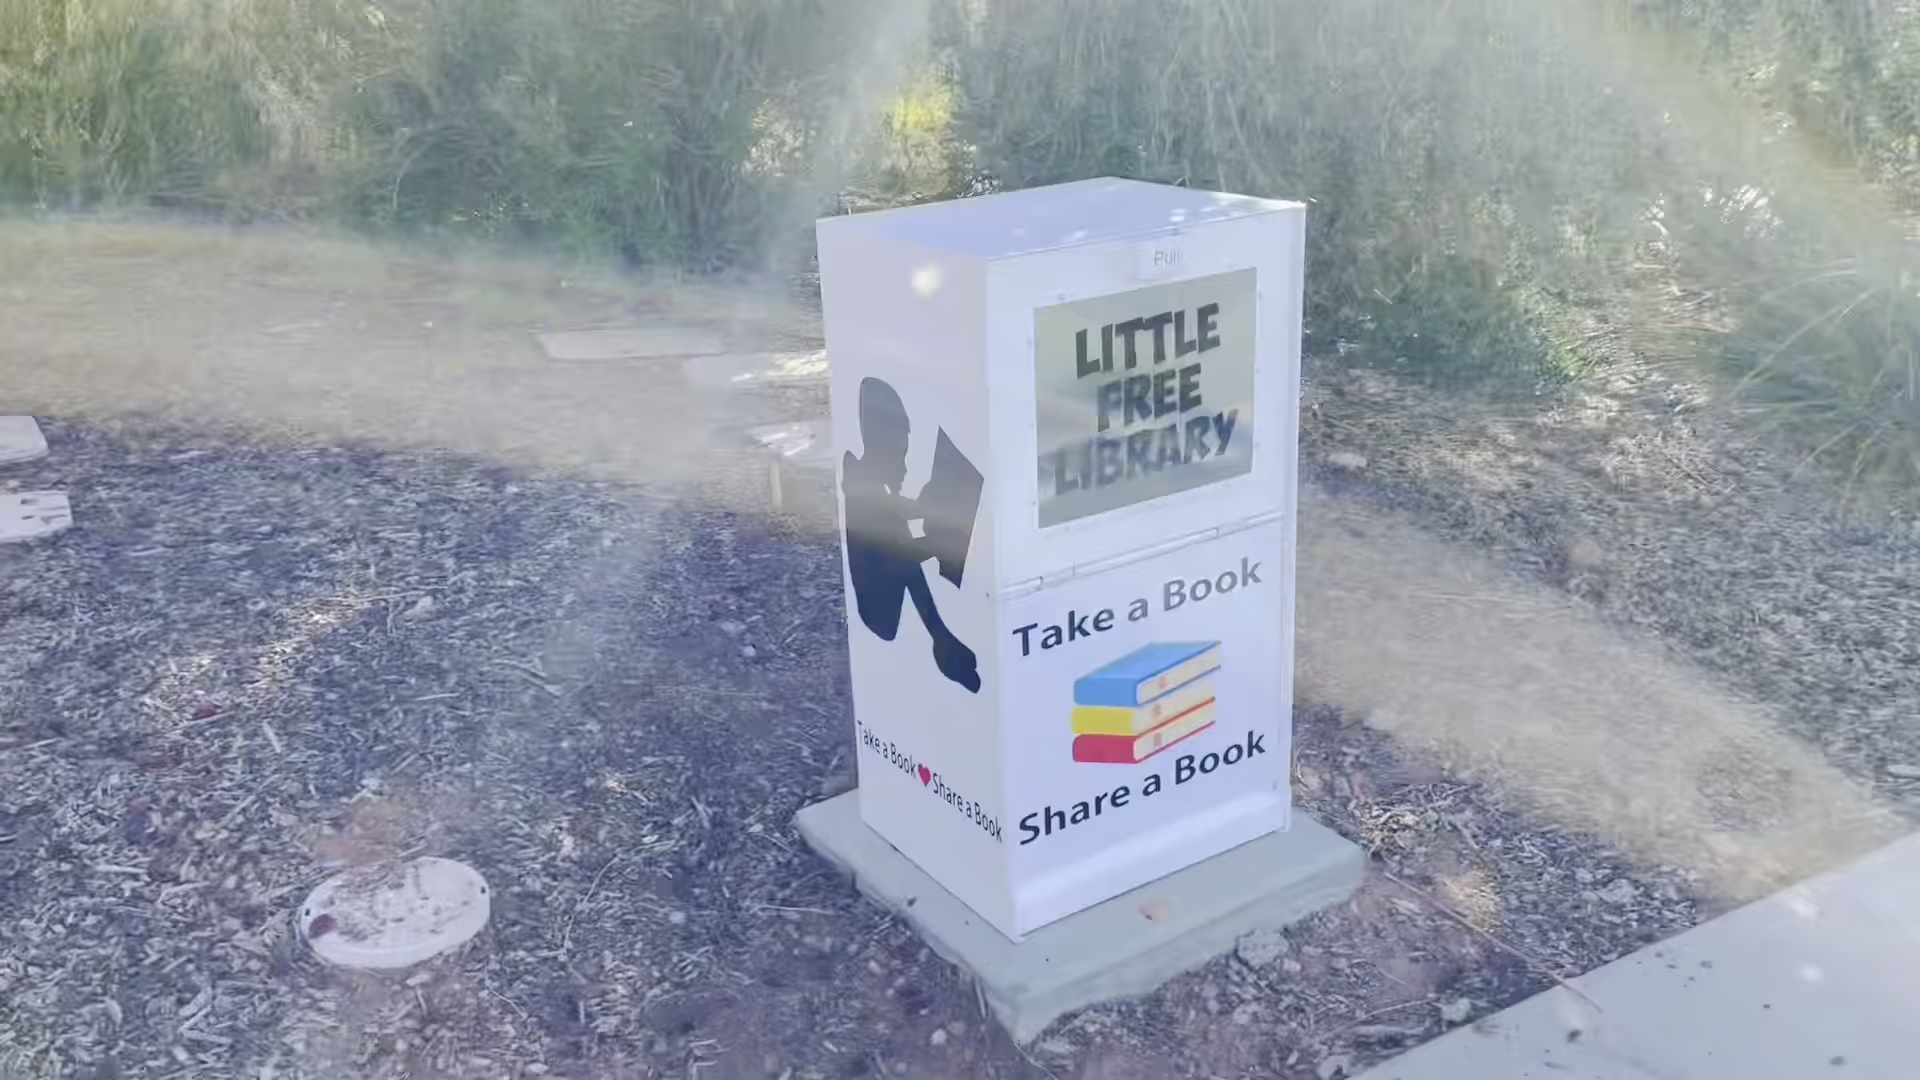 Pull
LITTLE
FREE
LIBRARY
Take a Book
Share a Book
Take a Book❤Share a Book